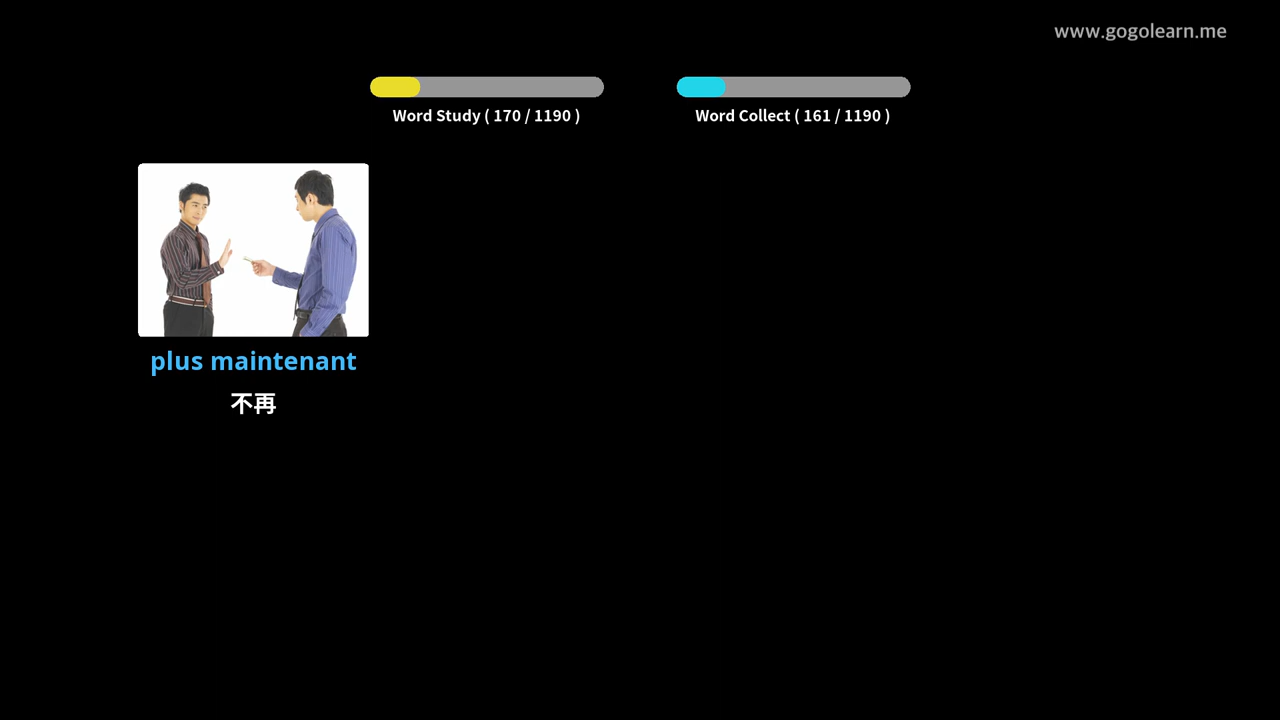 www.gogolearn.me
Word Study ( 170 / 1190 )
Word Collect ( 161 / 1190 )
plus maintenant
不再